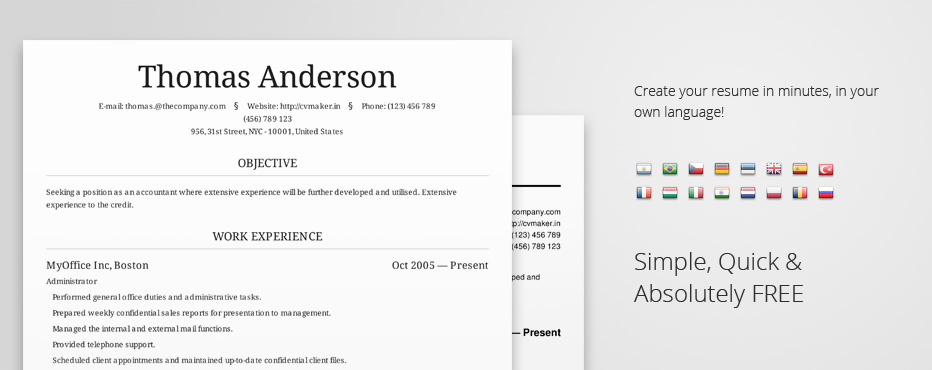 Thomas Anderson
E-mail: thomas.@thecompany.com § Website: http://cvmaker.in § Phone: (123) 456 789
(456) 789 123
956, 31st Street, NYC - 10001, United States
OBJECTIVE
Seeking a position as an accountant where extensive experience will be further developed and utilised. Extensive
experience to the credit.
WORK EXPERIENCE
MyOffice Inc, Boston Oct 2005 — Present
Administrator
Performed general office duties and administrative tasks.
Prepared weekly confidential sales reports for presentation to management.
Managed the internal and external mail functions.
Provided telephone support.
Scheduled client appointments and maintained up-to-date confidential client files.
company.com
p://cvmaker.in
(123) 456 789
(456) 789 123
ped and
— Present
Create your resume in minutes, in your
own language!
Simple, Quick &
Absolutely FREE